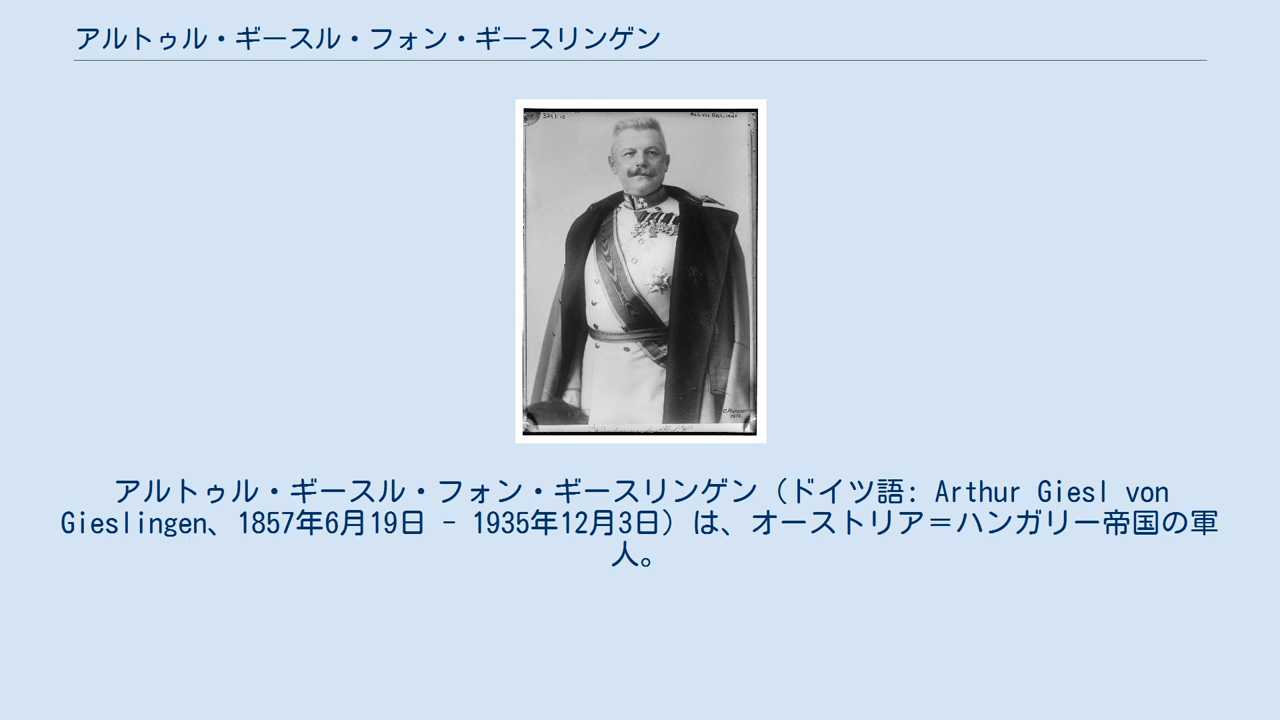 アルトゥル・ギースル・フォン・ギースリンゲン
アルトゥル・ギースル・フォン・ギースリンゲン（ドイツ語: Arthur Giesl von
Gieslingen、1857年6月19日 - 1935年12月3日）は、オーストリア＝ハンガリー帝国の軍
人。